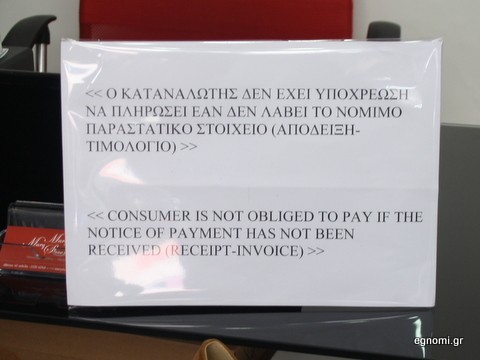 << Ο ΚΑΤΑΝΑΛΩΤΗΣ ΔΕΝ ΕΧΕΙ ΥΠΟΧΡΕΩΣΗ
ΝΑ ΠΛΗΡΩΣΕΙ ΕΑΝ ΔΕΝ ΛΑΒΕΙ ΤΟ ΝΟΜΙΜΟ
ΠΑΡΑΣΤΑΤΙΚΟ ΣΤΟΙΧΕΙΟ (ΑΠΟΔΕΙΞΗ-
ΤΙΜΟΛΟΓΙΟ) >>
<< CONSUMER IS NOT OBLIGED TO PAY IF THE
NOTICE OF PAYMENT HAS NOT BEEN
RECEIVED (RECEIPT-INVOICE) >>
egnomi.gr